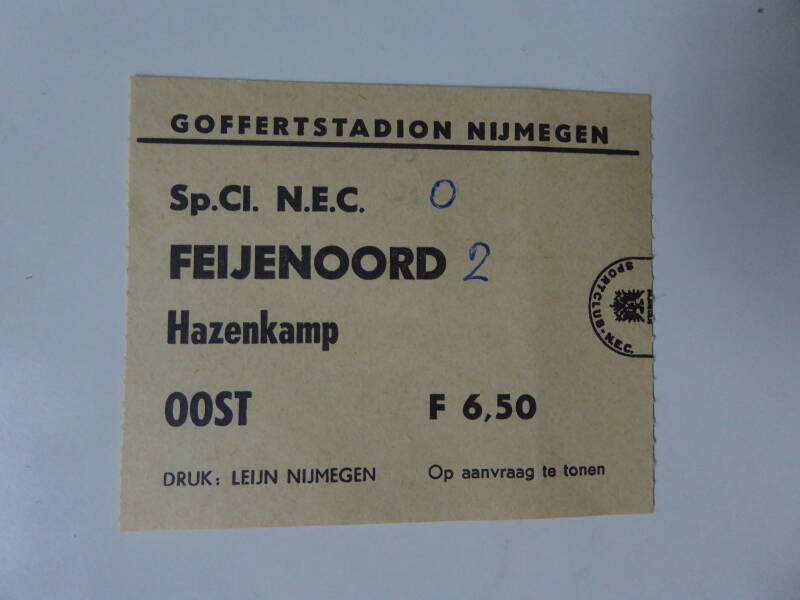 GOFFERTSTADION NIJMEGEN
Sp.Cl. N.E.C. 0
FEIJENOORD 2
Hazenkamp
OOST F 6,50
DRUK: LEIJN NIJMEGEN Op aanvraag te tonen
SPORTCLUB · N.E.C.